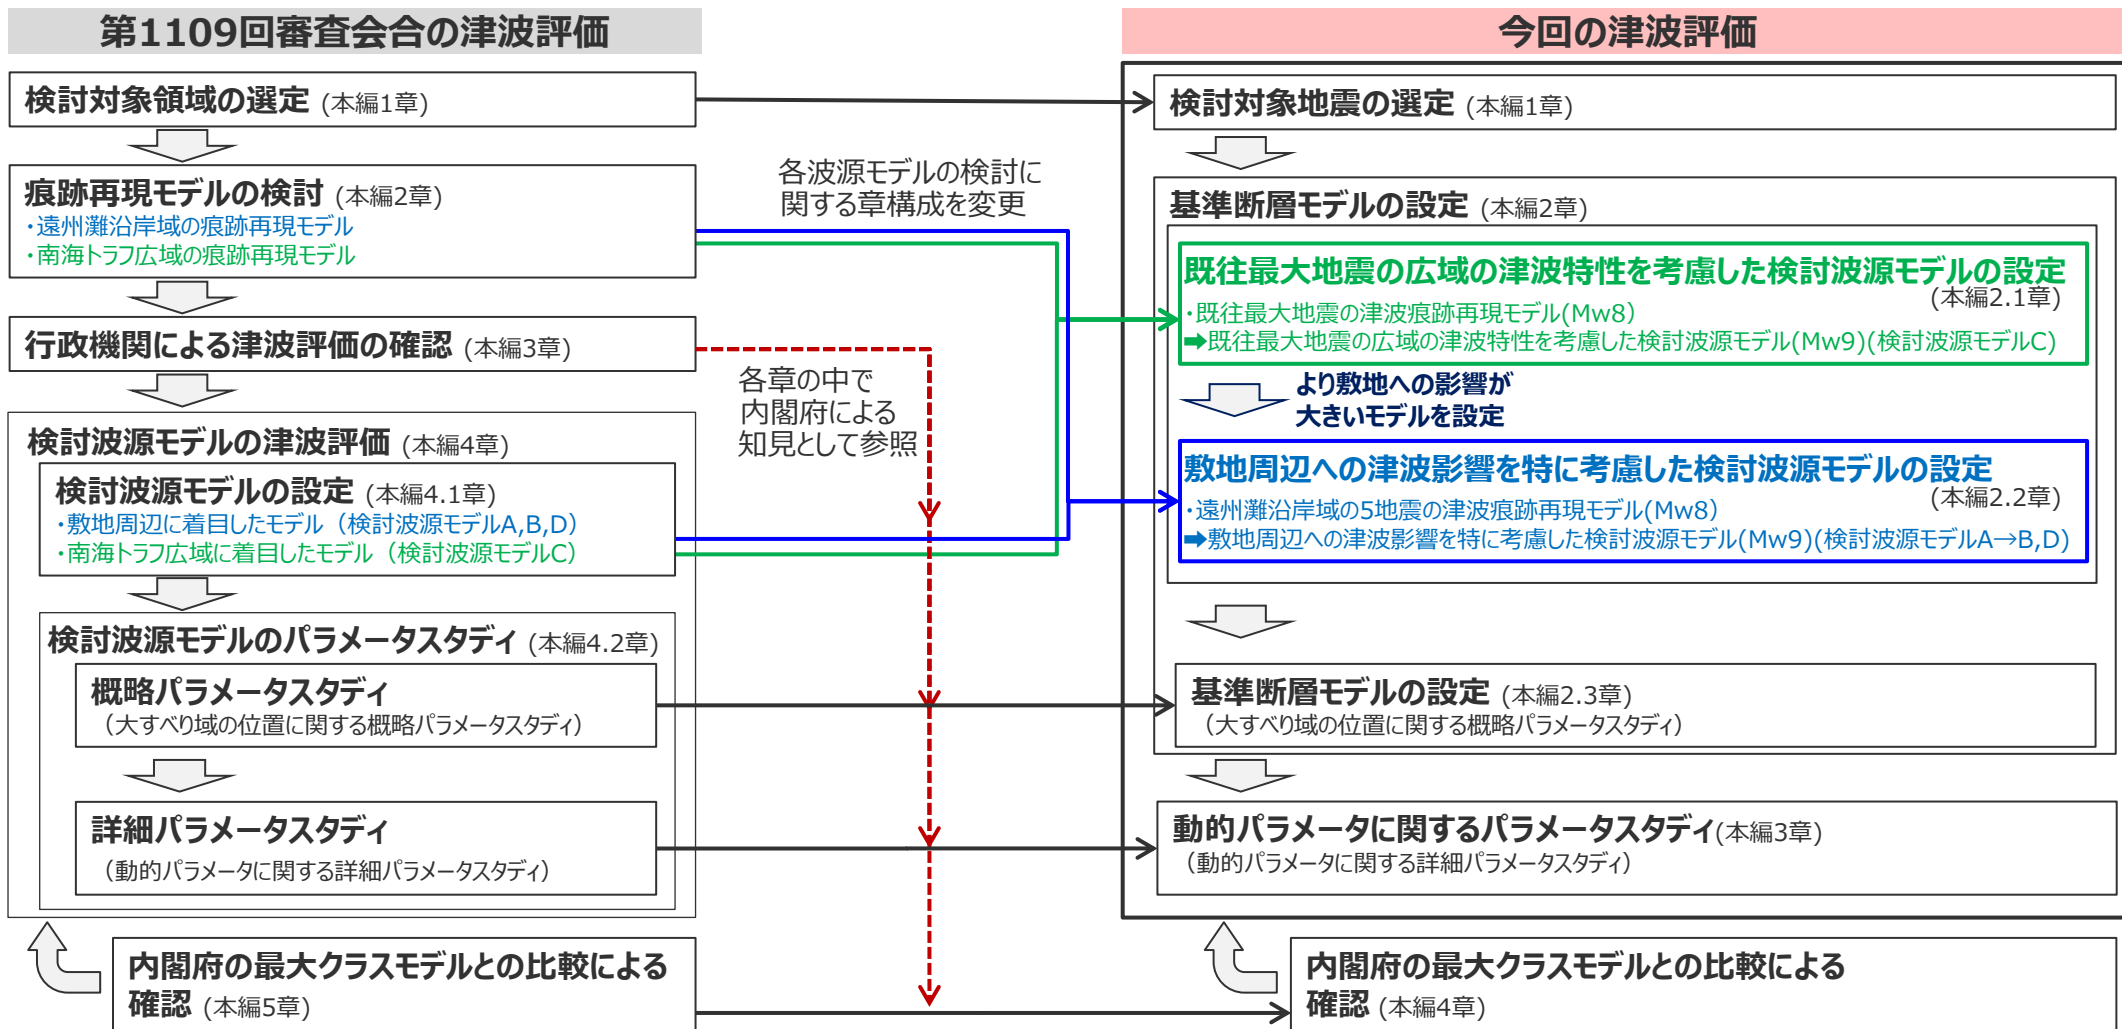 第1109回審査会合の津波評価
検討対象領域の選定 (本編1章)
痕跡再現モデルの検討 (本編2章)
・遠州灘沿岸域の痕跡再現モデル
・南海トラフ広域の痕跡再現モデル
行政機関による津波評価の確認 (本編3章)
検討波源モデルの津波評価 (本編4章)
検討波源モデルの設定 (本編4.1章)
・敷地周辺に着目したモデル（検討波源モデルA,B,D）
・南海トラフ広域に着目したモデル（検討波源モデルC）
検討波源モデルのパラメータスタディ (本編4.2章)
概略パラメータスタディ
（大すべり域の位置に関する概略パラメータスタディ）
詳細パラメータスタディ
（動的パラメータに関する詳細パラメータスタディ）
内閣府の最大クラスモデルとの比較による
確認 (本編5章)
各波源モデルの検討に
関する章構成を変更
各章の中で
内閣府による
知見として参照
今回の津波評価
検討対象地震の選定 (本編1章)
基準断層モデルの設定 (本編2章)
既往最大地震の広域の津波特性を考慮した検討波源モデルの設定
(本編2.1章)
・既往最大地震の津波痕跡再現モデル(Mw8)
➡既往最大地震の広域の津波特性を考慮した検討波源モデル(Mw9)(検討波源モデルC)
より敷地への影響が
大きいモデルを設定
敷地周辺への津波影響を特に考慮した検討波源モデルの設定
(本編2.2章)
・遠州灘沿岸域の5地震の津波痕跡再現モデル(Mw8)
➡敷地周辺への津波影響を特に考慮した検討波源モデル(Mw9)(検討波源モデルA→B,D)
基準断層モデルの設定 (本編2.3章)
（大すべり域の位置に関する概略パラメータスタディ）
動的パラメータに関するパラメータスタディ(本編3章)
（動的パラメータに関する詳細パラメータスタディ）
内閣府の最大クラスモデルとの比較による
確認 (本編4章)